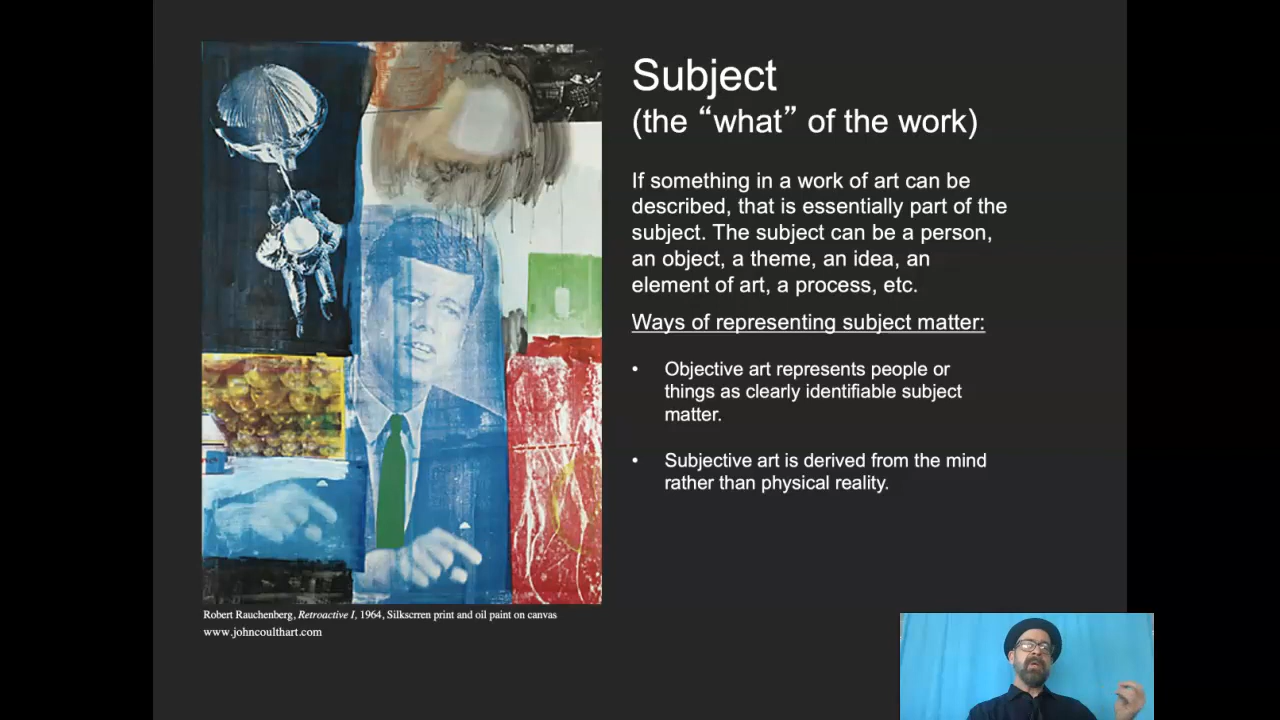 Subject
(the “what” of the work)
If something in a work of art can be
described, that is essentially part of the
subject. The subject can be a person,
an object, a theme, an idea, an
element of art, a process, etc.
Ways of representing subject matter:
• Objective art represents people or
things as clearly identifiable subject
matter.
• Subjective art is derived from the mind
rather than physical reality.
Robert Rauchenberg, Retroactive I, 1964, Silkscrren print and oil paint on canvas
www.johncoulthart.com